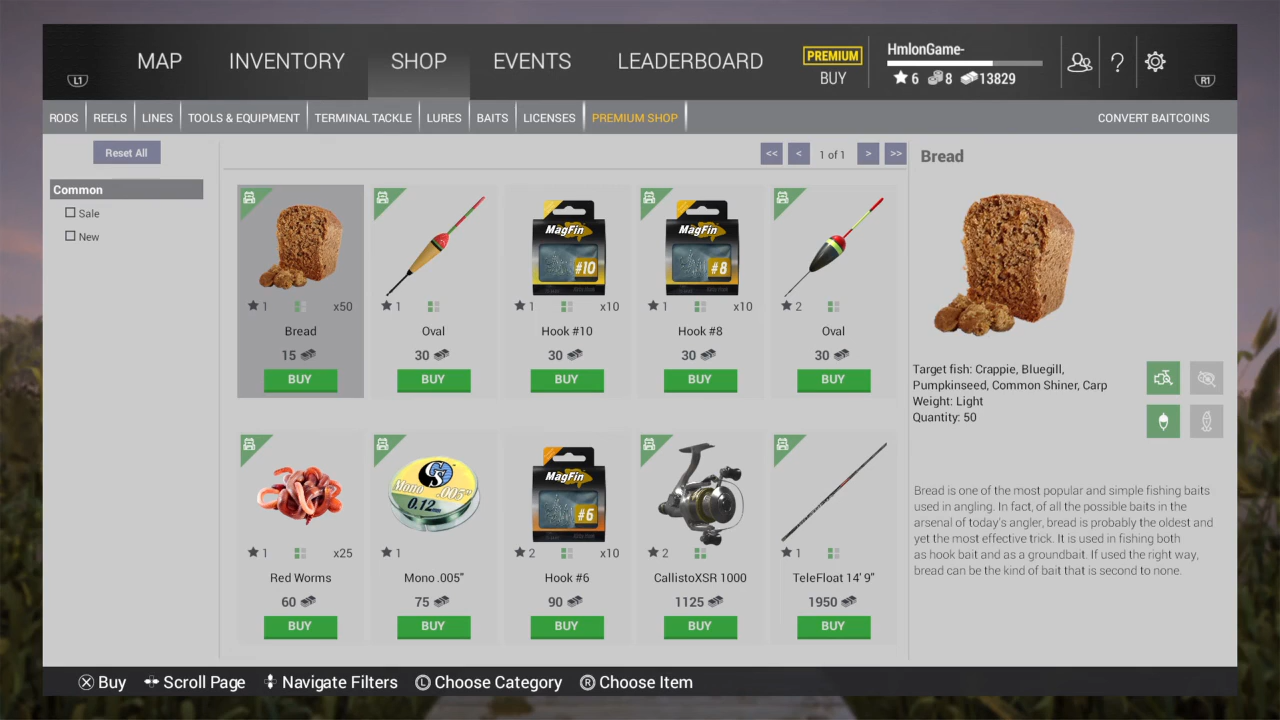 MAP INVENTORY SHOP EVENTS LEADERBOARD
PREMIUM
BUY
HmlonGame-
6 8 13829
L1
R1
RODS REELS LINES TOOLS & EQUIPMENT TERMINAL TACKLE LURES BAITS LICENSES PREMIUM SHOP CONVERT BAITCOINS
Reset All
<< < 1 of 1 > >>
Common
Sale
New
MagFin MagFin
#10 #8
1 x50 1 1 x10 1 x10 2
Bread Oval Hook #10 Hook #8 Oval
15 30 30 30 30
BUY BUY BUY BUY BUY
GS
Mono .005"
0.12mm
MagFin
#6
1 x25 1 2 x10 2 1
Red Worms Mono .005" Hook #6 CallistoXSR 1000 TeleFloat 14' 9"
60 75 90 1125 1950
BUY BUY BUY BUY BUY
Bread
Target fish: Crappie, Bluegill,
Pumpkinseed, Common Shiner, Carp
Weight: Light
Quantity: 50
Bread is one of the most popular and simple fishing baits
used in angling. In fact, of all the possible baits in the
arsenal of today's angler, bread is probably the oldest and
yet the most effective trick. It is used in fishing both
as hook bait and as a groundbait. If used the right way,
bread can be the kind of bait that is second to none.
Buy Scroll Page Navigate Filters L Choose Category R Choose Item